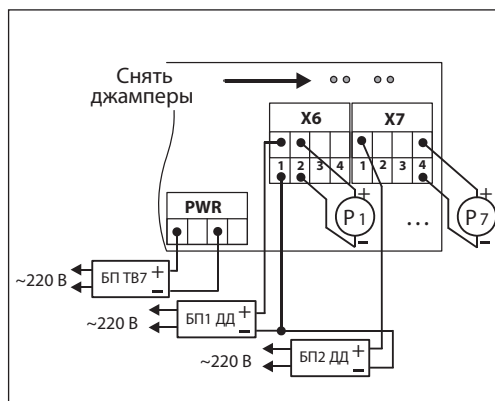 Снять
джамперы
X6 X7
1 2 3 4 1 2 3 4
+ +
PWR
P 1 ... P 7
– –
~220 В БП ТВ7 + –
~220 В БП1 ДД + –
~220 В БП2 ДД + –